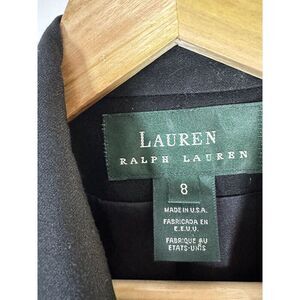 LAUREN
RALPH LAUREN
8
MADE IN U.S.A.
FABRICADA EN
E.E.U.U.
FABRIQUE AU
ETATS-UNIS